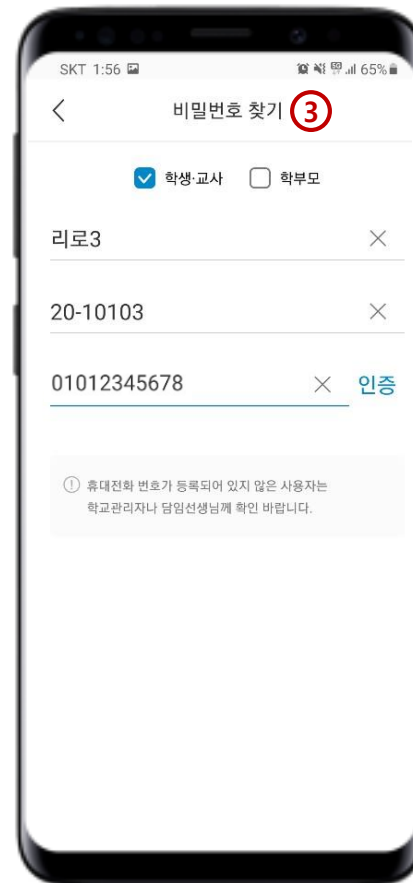 SKT 1:56 65%
비밀번호 찾기 ③
학생·교사 학부모
리로3
20-10103
01012345678 인증
휴대전화 번호가 등록되어 있지 않은 사용자는
학교관리자나 담임선생님께 확인 바랍니다.